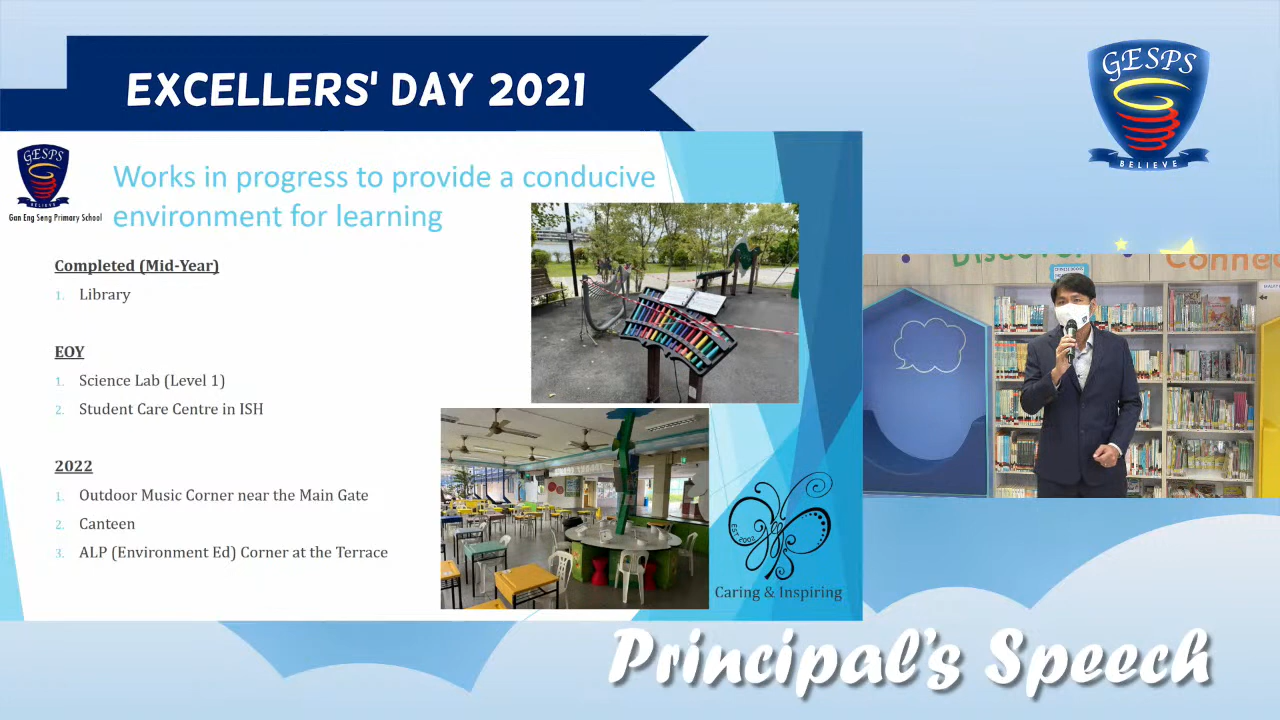 EXCELLERS' DAY 2021
GESPS
BELIEVE
GESPS
BELIEVE
Gan Eng Seng Primary School
Works in progress to provide a conducive
environment for learning
Completed (Mid-Year)
1. Library
EOY
1. Science Lab (Level 1)
2. Student Care Centre in ISH
2022
1. Outdoor Music Corner near the Main Gate
2. Canteen
3. ALP (Environment Ed) Corner at the Terrace
EST 2002
Caring & Inspiring
Discover
Connec
Principal's Speech